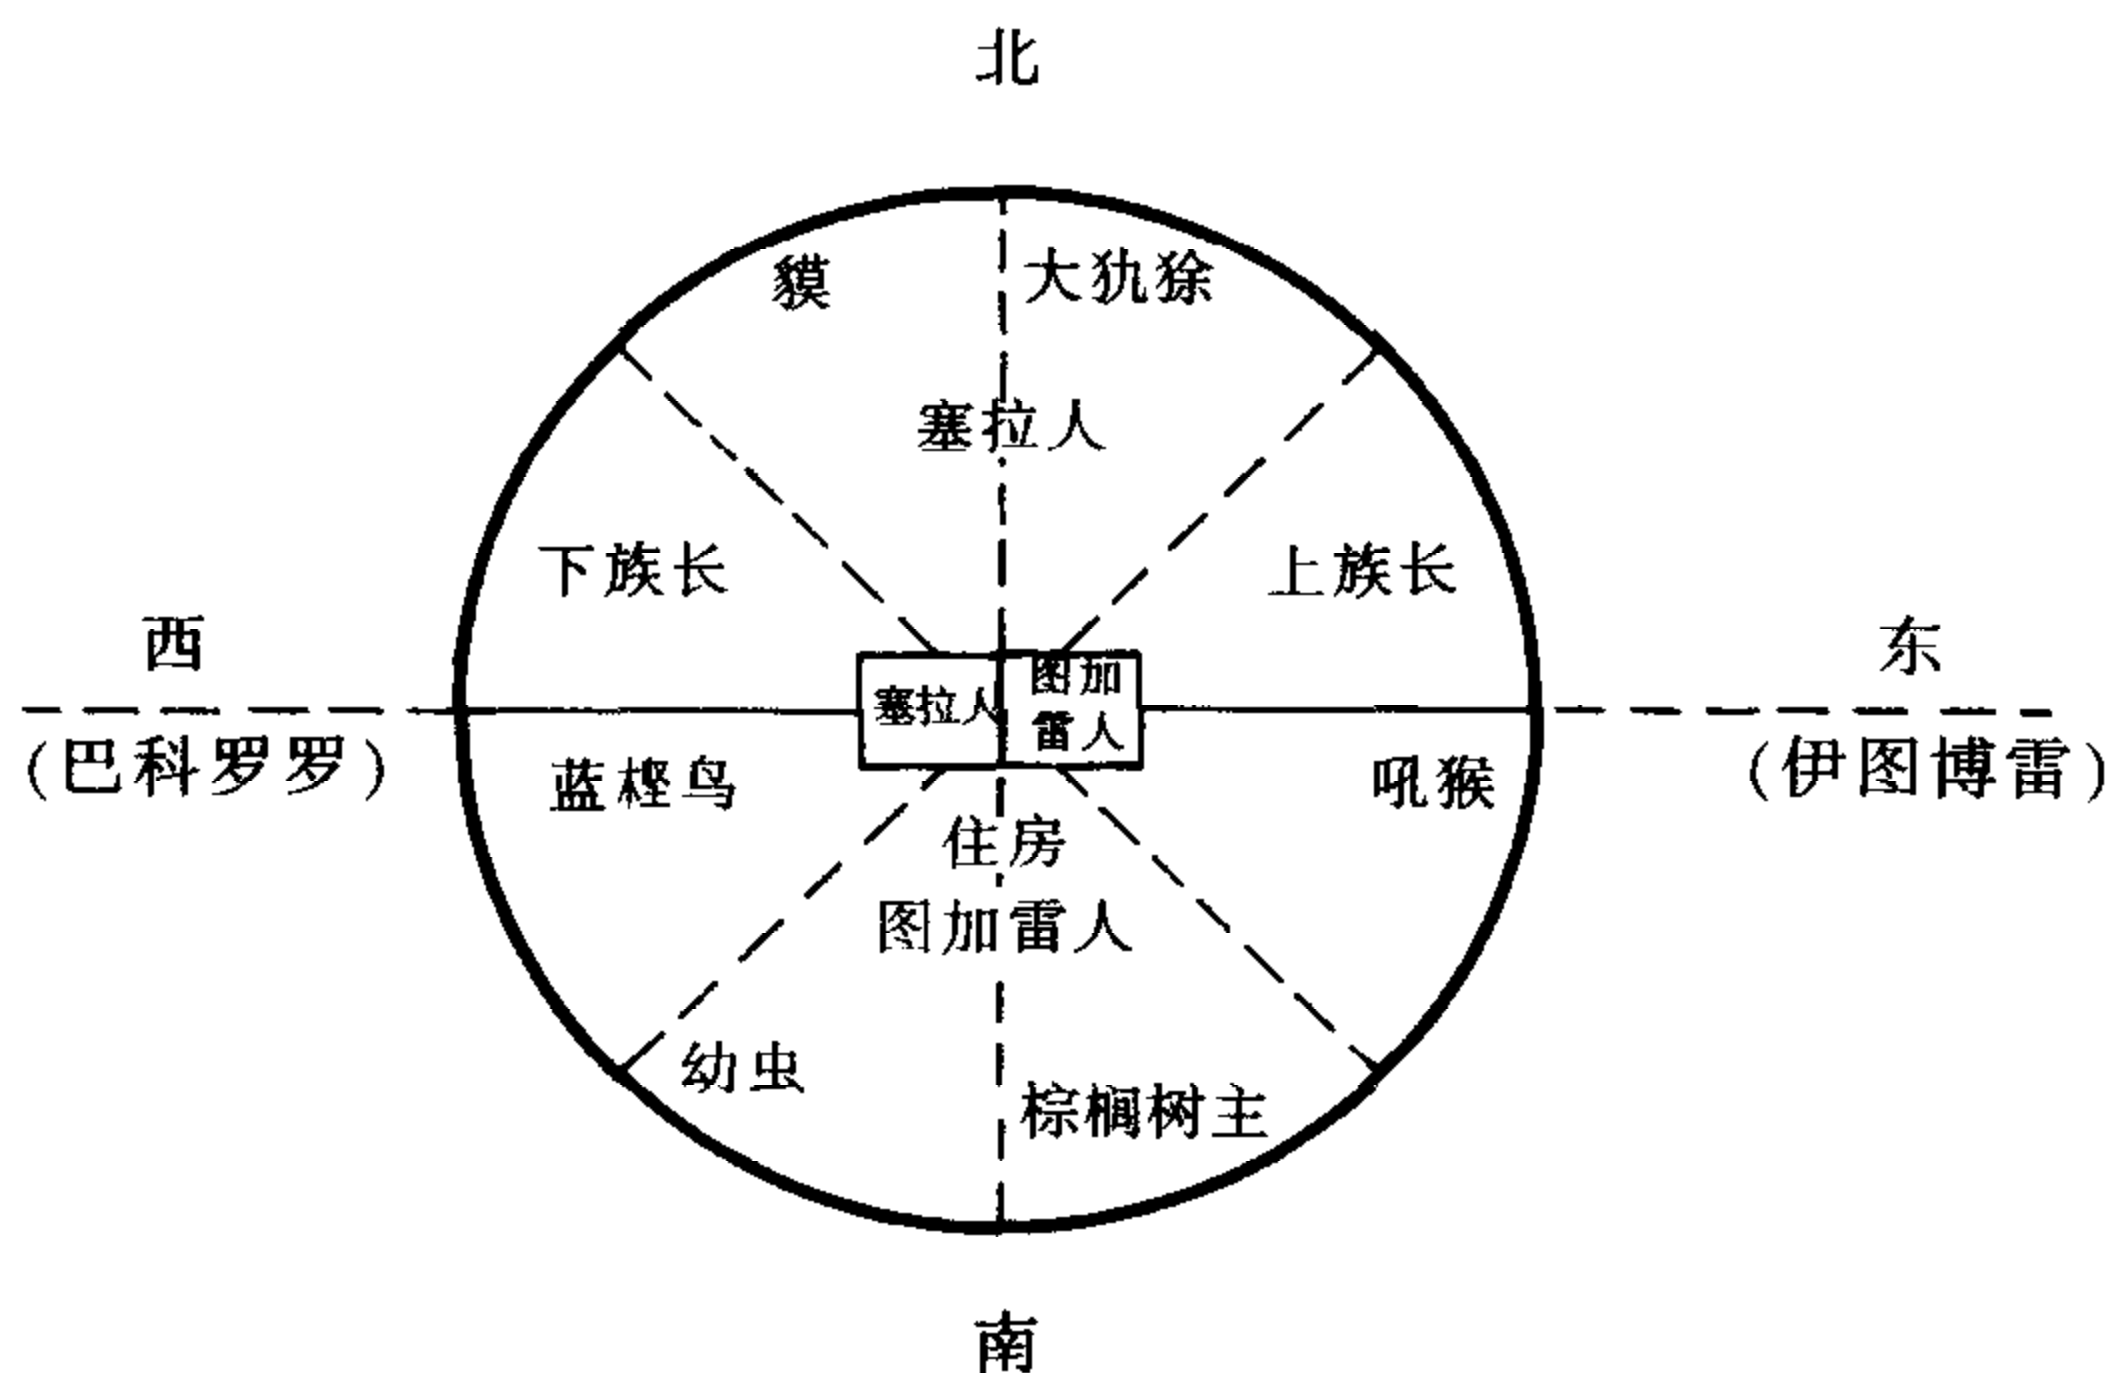 北
貘
大犰狳
塞拉人
下族长
上族长
西
东
塞拉人
图加
雷人
(巴科罗罗)
(伊图博雷)
蓝柽鸟
吼猴
住房
图加雷人
幼虫
棕榈树主
南